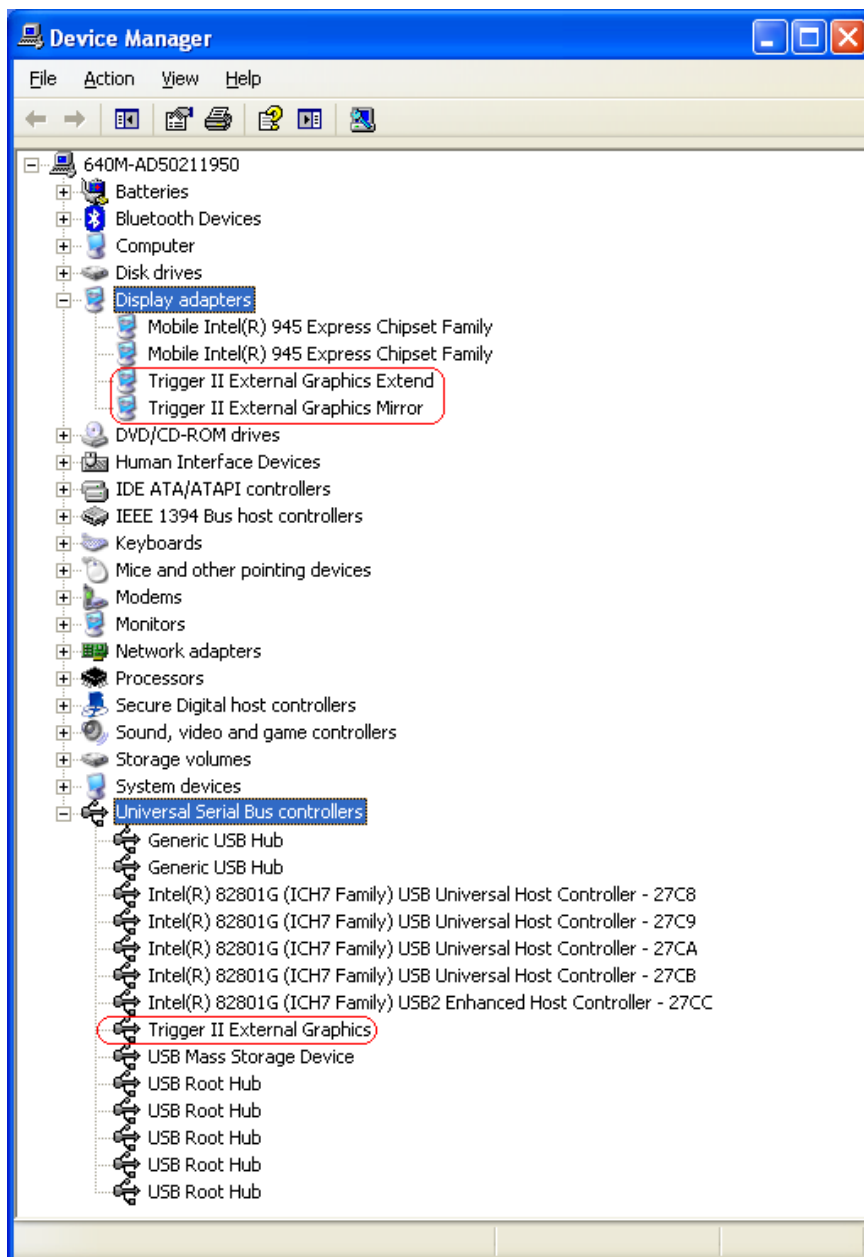 Device Manager
File Action View Help
640M-AD50211950
Batteries
Bluetooth Devices
Computer
Disk drives
Display adapters
Mobile Intel(R) 945 Express Chipset Family
Mobile Intel(R) 945 Express Chipset Family
Trigger II External Graphics Extend
Trigger II External Graphics Mirror
DVD/CD-ROM drives
Human Interface Devices
IDE ATA/ATAPI controllers
IEEE 1394 Bus host controllers
Keyboards
Mice and other pointing devices
Modems
Monitors
Network adapters
Processors
Secure Digital host controllers
Sound, video and game controllers
Storage volumes
System devices
Universal Serial Bus controllers
Generic USB Hub
Generic USB Hub
Intel(R) 82801G (ICH7 Family) USB Universal Host Controller - 27C8
Intel(R) 82801G (ICH7 Family) USB Universal Host Controller - 27C9
Intel(R) 82801G (ICH7 Family) USB Universal Host Controller - 27CA
Intel(R) 82801G (ICH7 Family) USB Universal Host Controller - 27CB
Intel(R) 82801G (ICH7 Family) USB2 Enhanced Host Controller - 27CC
Trigger II External Graphics
USB Mass Storage Device
USB Root Hub
USB Root Hub
USB Root Hub
USB Root Hub
USB Root Hub